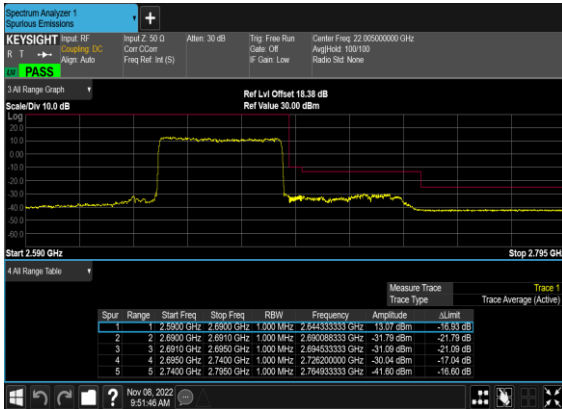 Spectrum Analyzer 1
Spurious Emissions
+
KEYSIGHT Input: RF Input Z: 50 Ω Atten: 30 dB Trig: Free Run Center Freq: 22.005000000 GHz
R T Coupling: DC Corr CCorr Gate: Off Avg|Hold: 100/100
Align: Auto Freq Ref: Int (S) IF Gain: Low Radio Std: None
LVI PASS
3 All Range Graph
Ref Lvl Offset 18.38 dB
Scale/Div 10.0 dB Ref Value 30.00 dBm
Log
20.0
10.0
0.00
-10.0
-20.0
-30.0
-40.0
-50.0
-60.0
Start 2.590 GHz Stop 2.795 GHz
4 All Range Table
Measure Trace Trace 1
Trace Type Trace Average (Active)
Spur Range Start Freq Stop Freq RBW Frequency Amplitude ΔLimit
1 1 2.5900 GHz 2.6900 GHz 1.000 MHz 2.644333333 GHz 13.07 dBm -16.93 dB
2 2 2.6900 GHz 2.6910 GHz 1.000 MHz 2.690088333 GHz -31.79 dBm -21.79 dB
3 3 2.6910 GHz 2.6950 GHz 1.000 MHz 2.694533333 GHz -31.09 dBm -21.09 dB
4 4 2.6950 GHz 2.7400 GHz 1.000 MHz 2.726200000 GHz -30.04 dBm -17.04 dB
5 5 2.7400 GHz 2.7950 GHz 1.000 MHz 2.764933333 GHz -41.60 dBm -16.60 dB
? Nov 08, 2022
9:51:46 AM